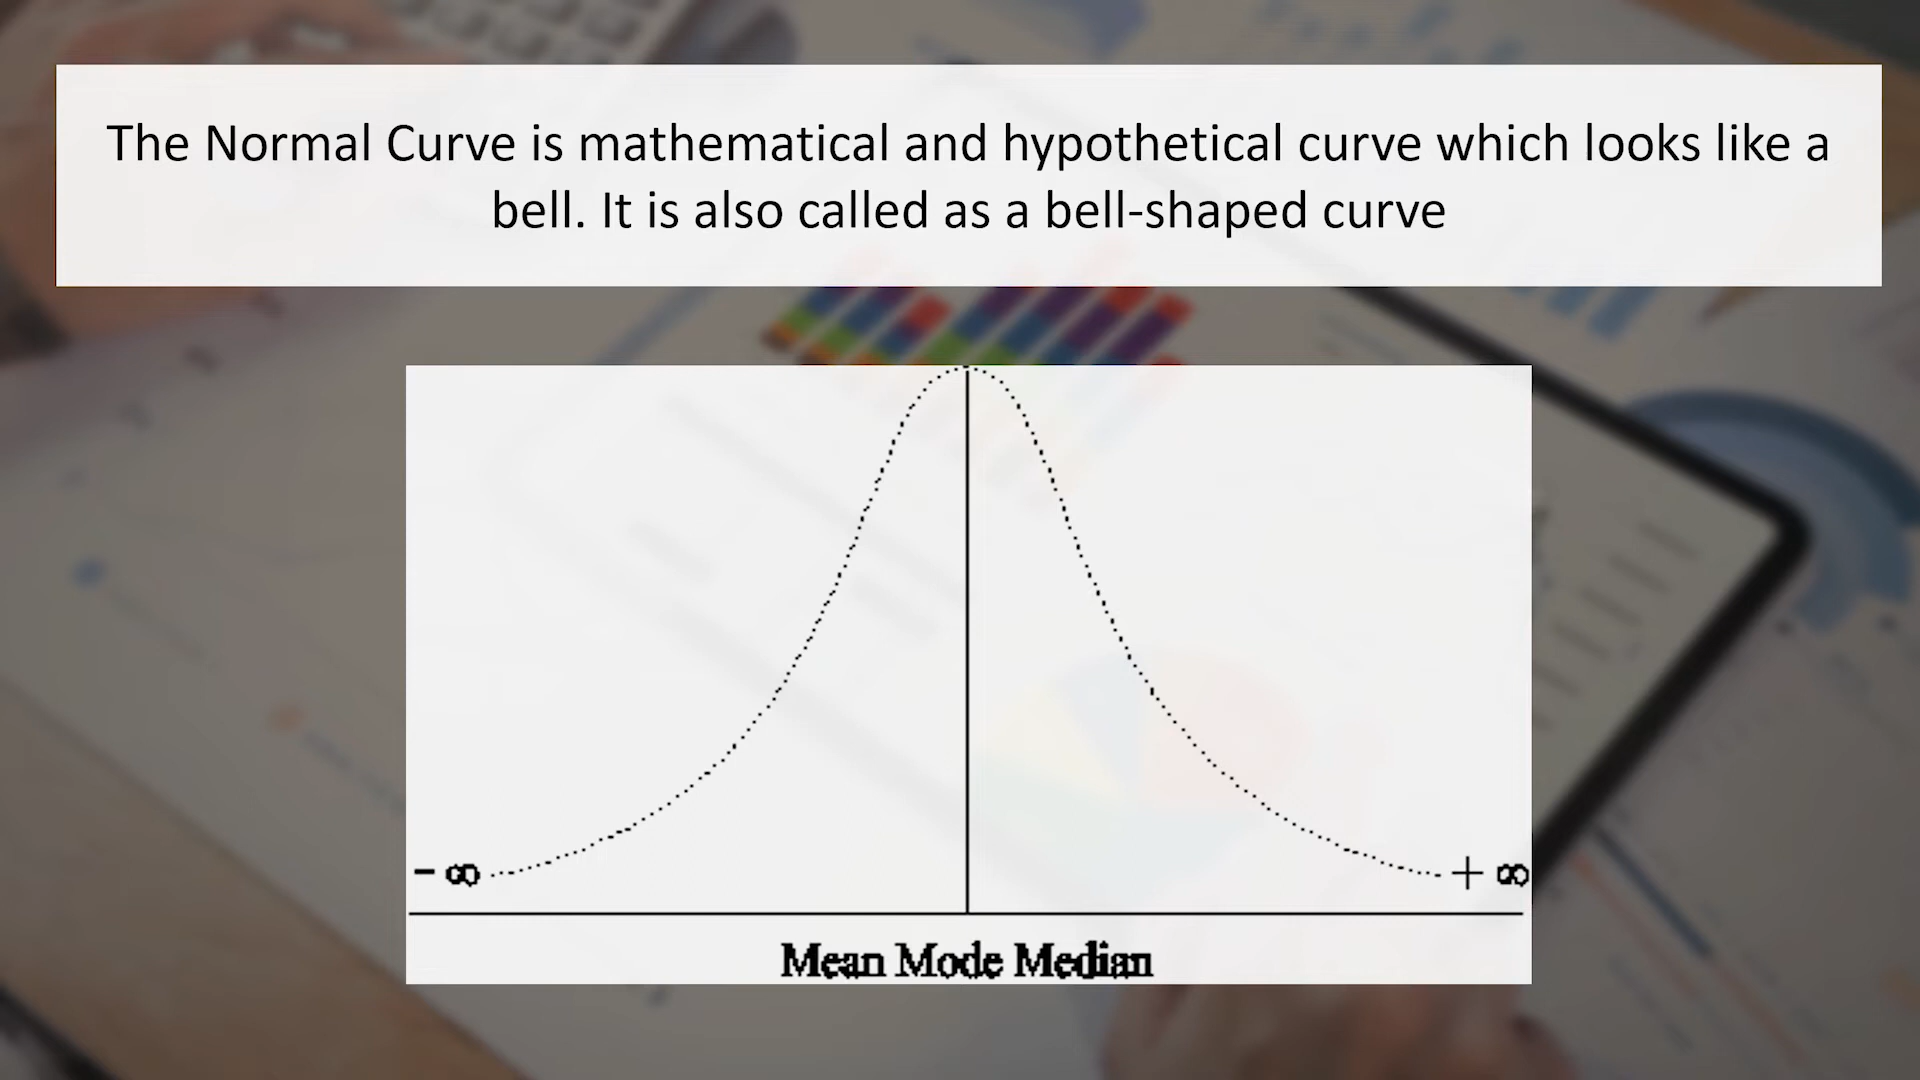 The Normal Curve is mathematical and hypothetical curve which looks like a
bell. It is also called as a bell-shaped curve
- ∞ + ∞
Mean Mode Median